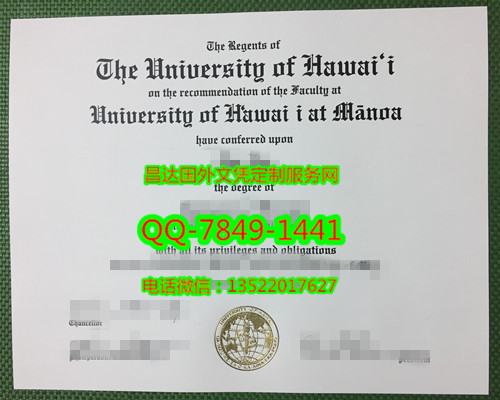 The Regents of
The University of Hawai‘i
on the recommendation of the Faculty at
University of Hawai i at Mānoa
have conferred upon
昌达国外文凭定制服务网
the degree of
QQ-7849-1441
with all its privileges and obligations
电话微信：13522017627
Chancellor